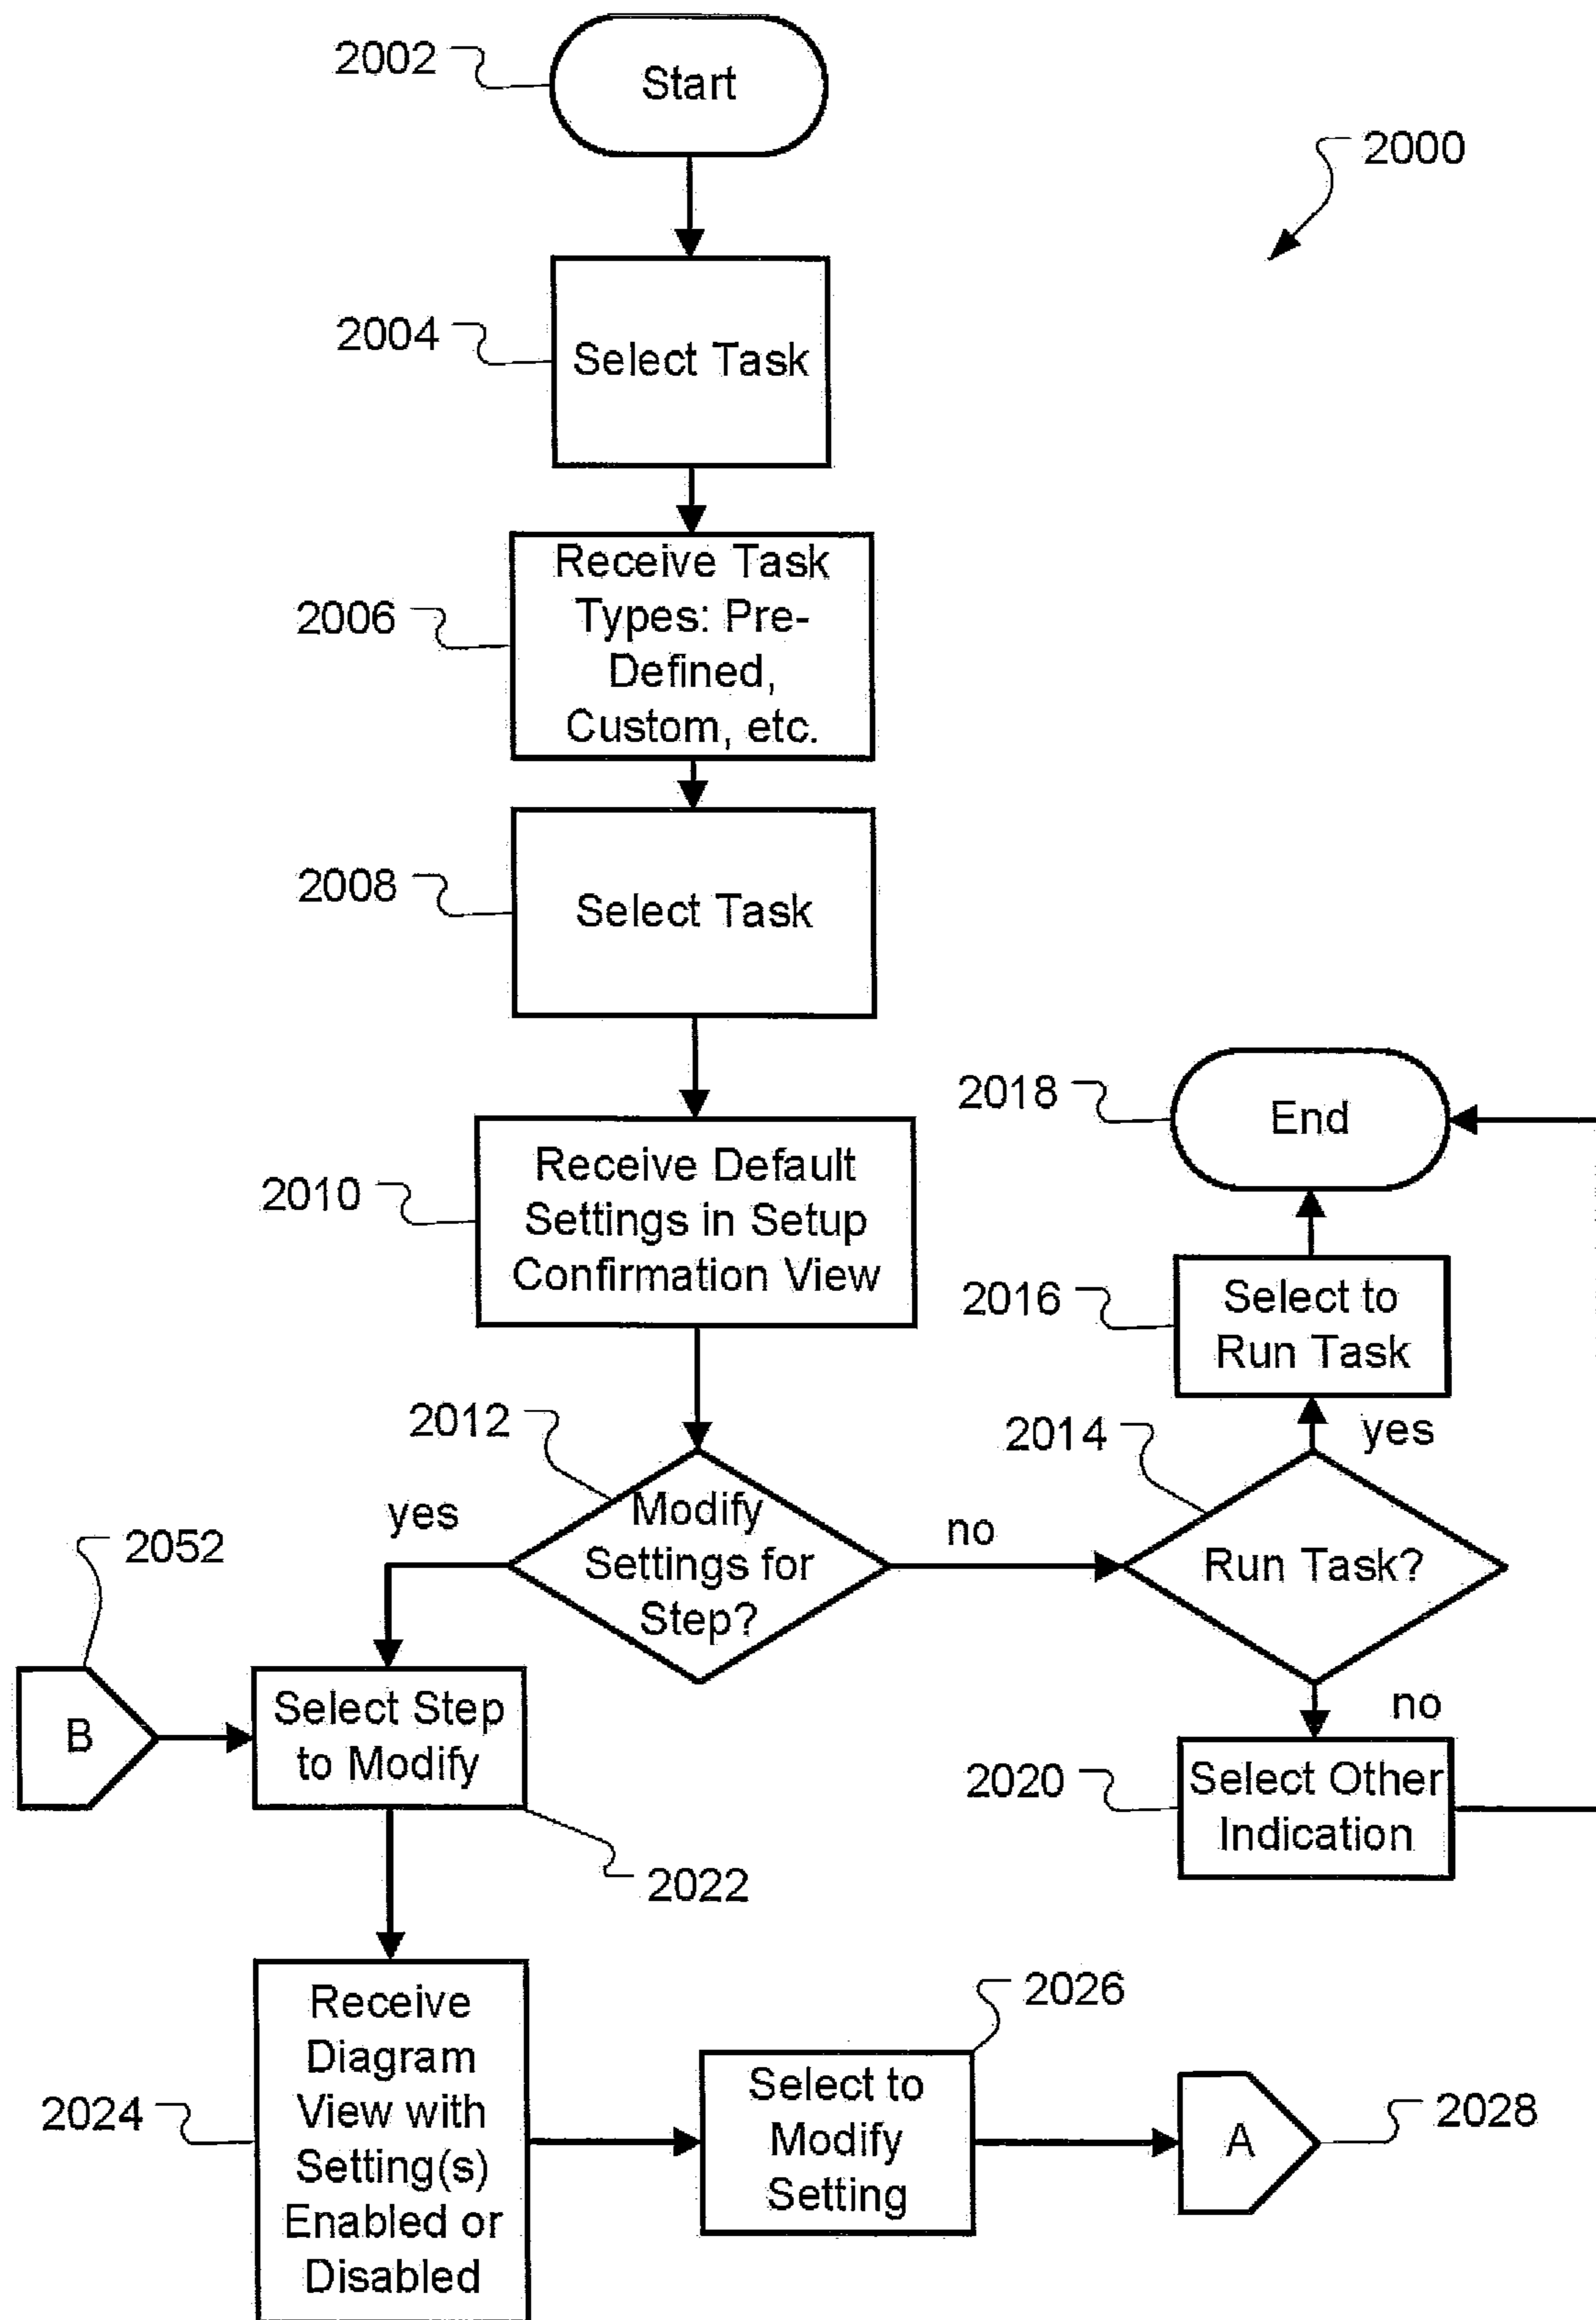 2002
Start
2000
2004
Select Task
2006
Receive Task
Types: Pre-
Defined,
Custom, etc.
2008
Select Task
2010
Receive Default
Settings in Setup
Confirmation View
2018
End
2016
Select to
Run Task
2012
Modify
Settings for
Step?
yes
no
2014
Run Task?
yes
no
2020
Select Other
Indication
2052
B
Select Step
to Modify
2022
2024
Receive
Diagram
View with
Setting(s)
Enabled or
Disabled
2026
Select to
Modify
Setting
A
2028